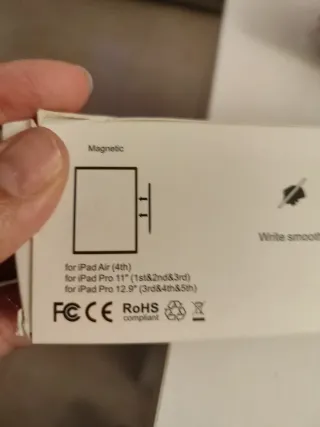 Magnetic
Write smooth
for iPad Air (4th)
for iPad Pro 11" (1st&2nd&3rd)
for iPad Pro 12.9" (3rd&4th&5th)
FC CE RoHS
compliant